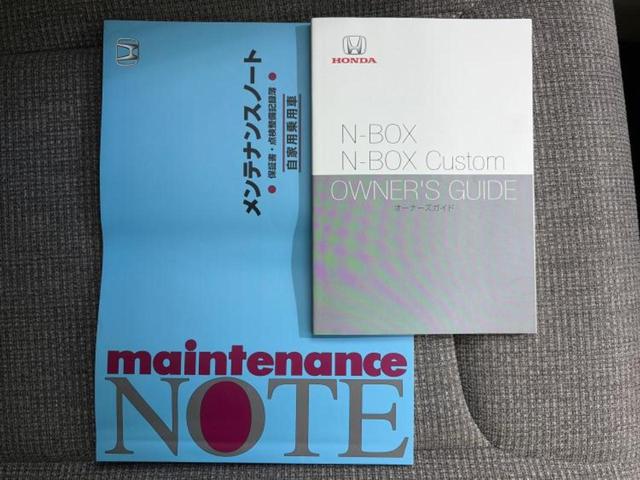 メンテナンスノート
●保証書・点検整備記録簿●
自家用乗用車
maintenance
NOTE
HONDA
N-BOX
N-BOX Custom
OWNER'S GUIDE
オーナーズガイド